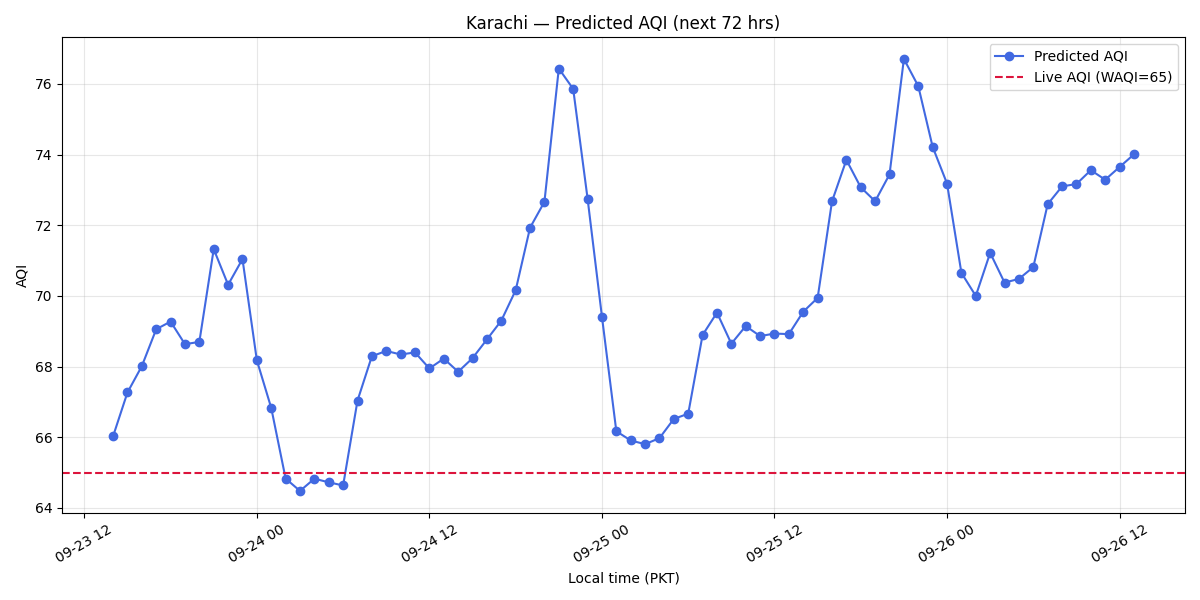 Karachi — Predicted AQI (next 72 hrs)
Predicted AQI
Live AQI (WAQI=65)
AQI
76
74
72
70
68
66
64
09-23 12
09-24 00
09-24 12
09-25 00
09-25 12
09-26 00
09-26 12
Local time (PKT)